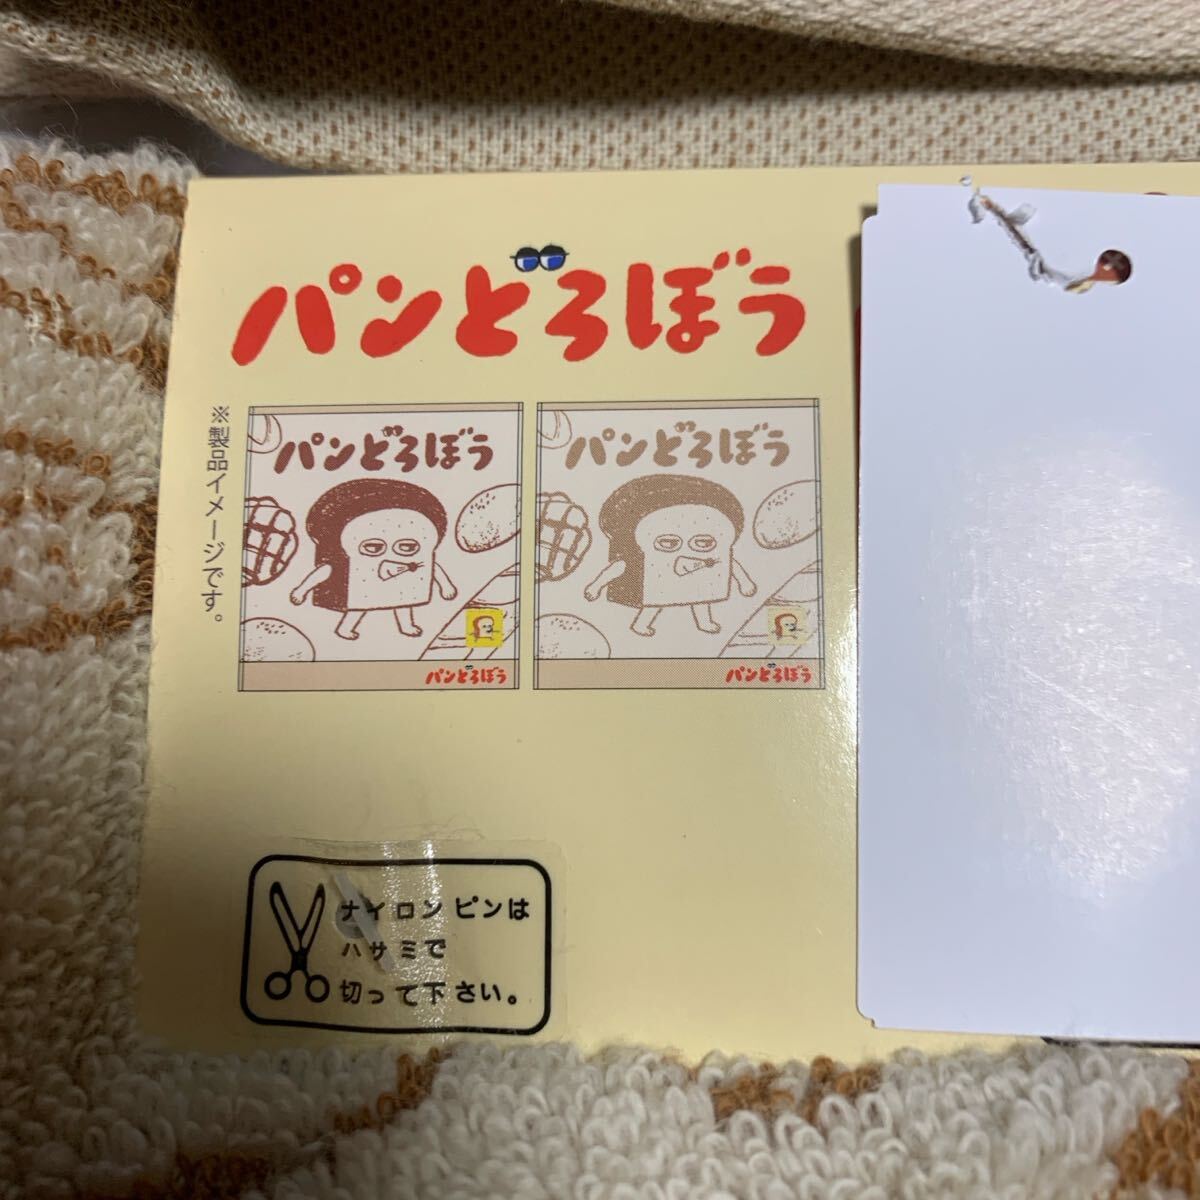 パンどろぼう
※製品イメージです。
パンどろぼう
パンどろぼう
パンどろぼう
パンどろぼう
ナイロンピンは
ハサミで
切って下さい。